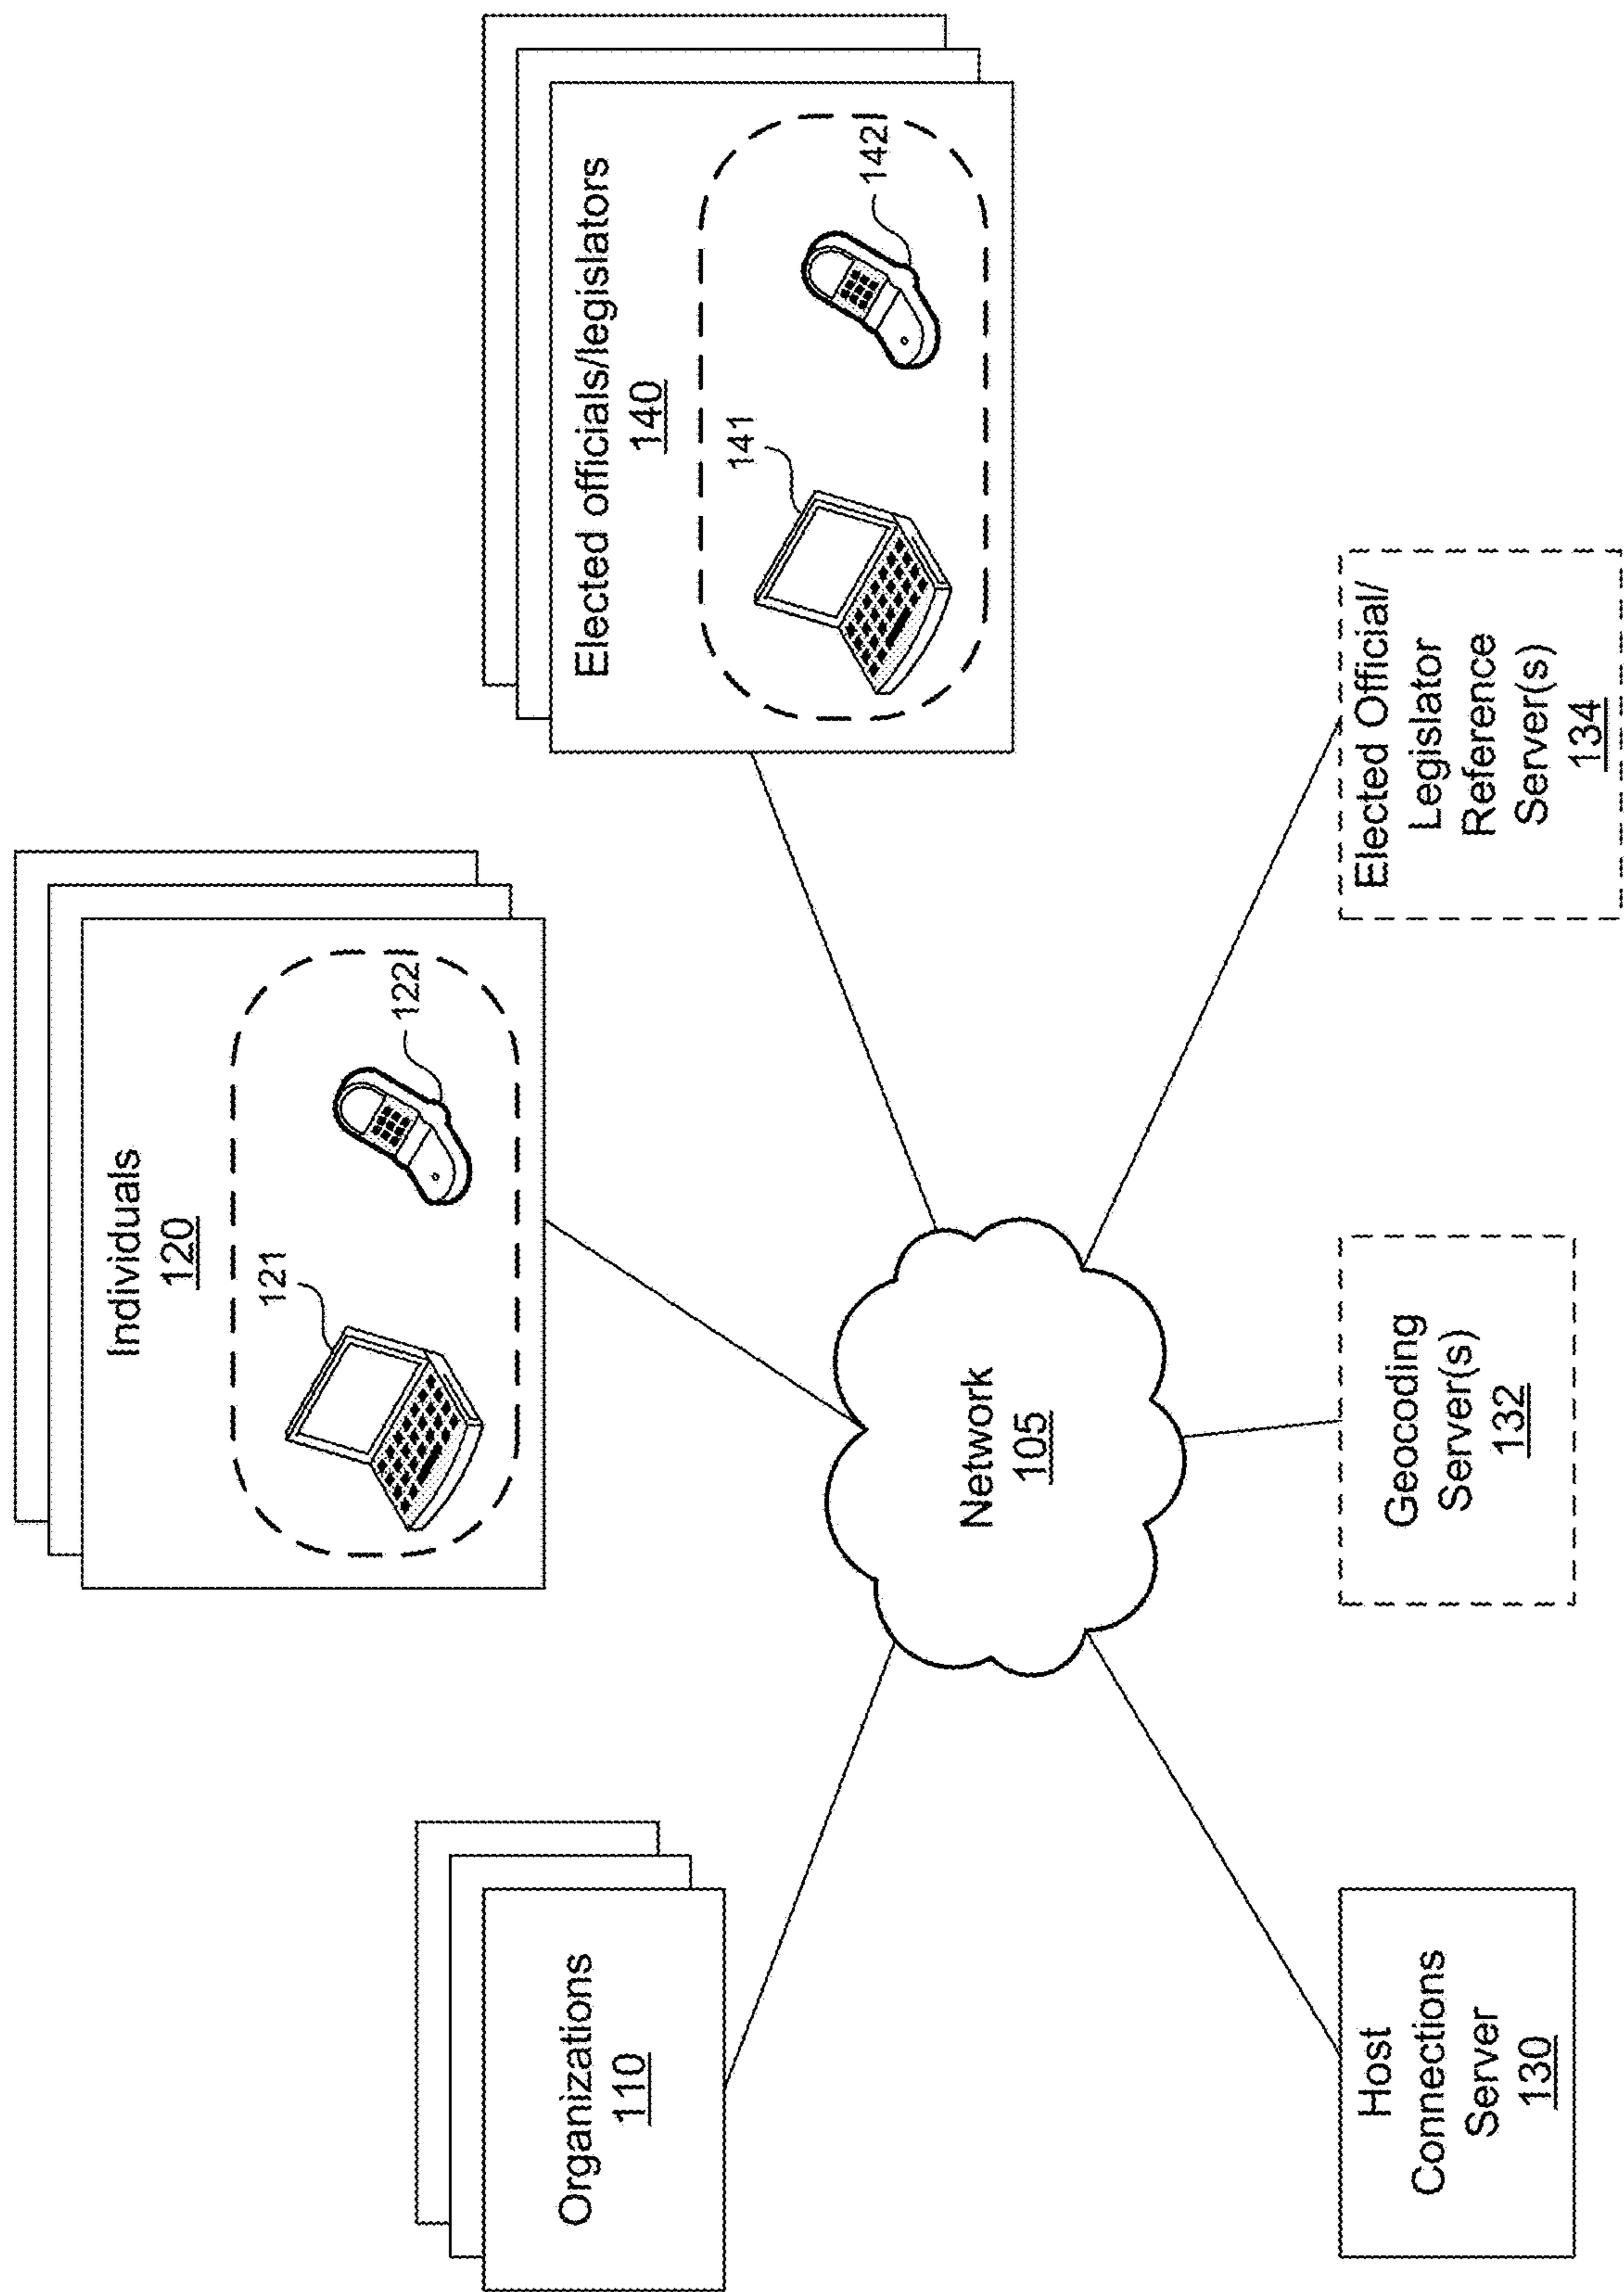 Individuals
120
121
122
Elected officials/legislators
140
141
142
Organizations
110
Network
105
Host
Connections
Server
130
Geocoding
Server(s)
132
Elected Official/
Legislator
Reference
Server(s)
134